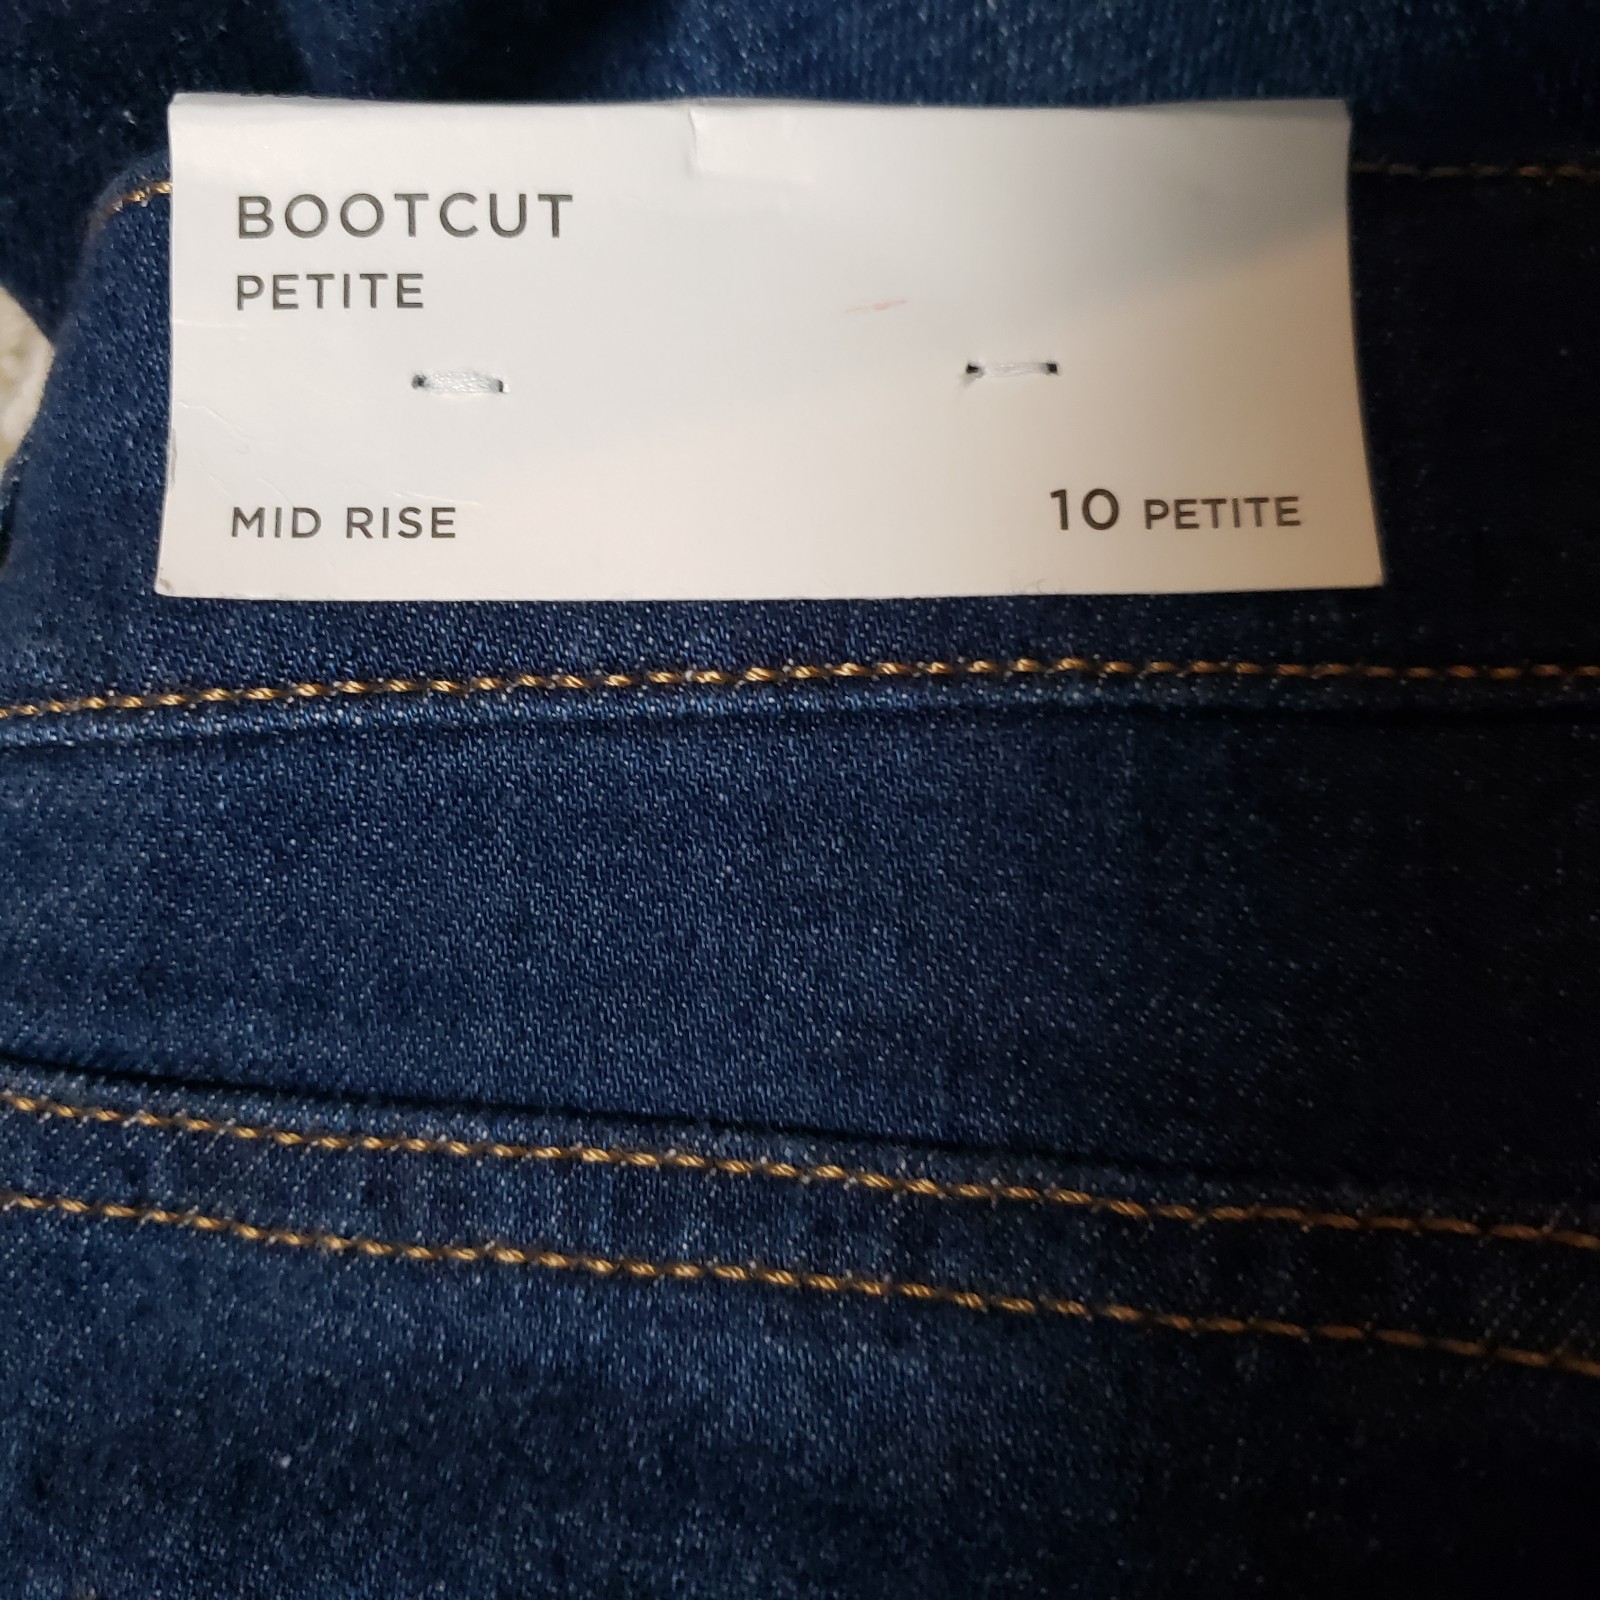 BOOTCUT
PETITE
MID RISE
10 PETITE